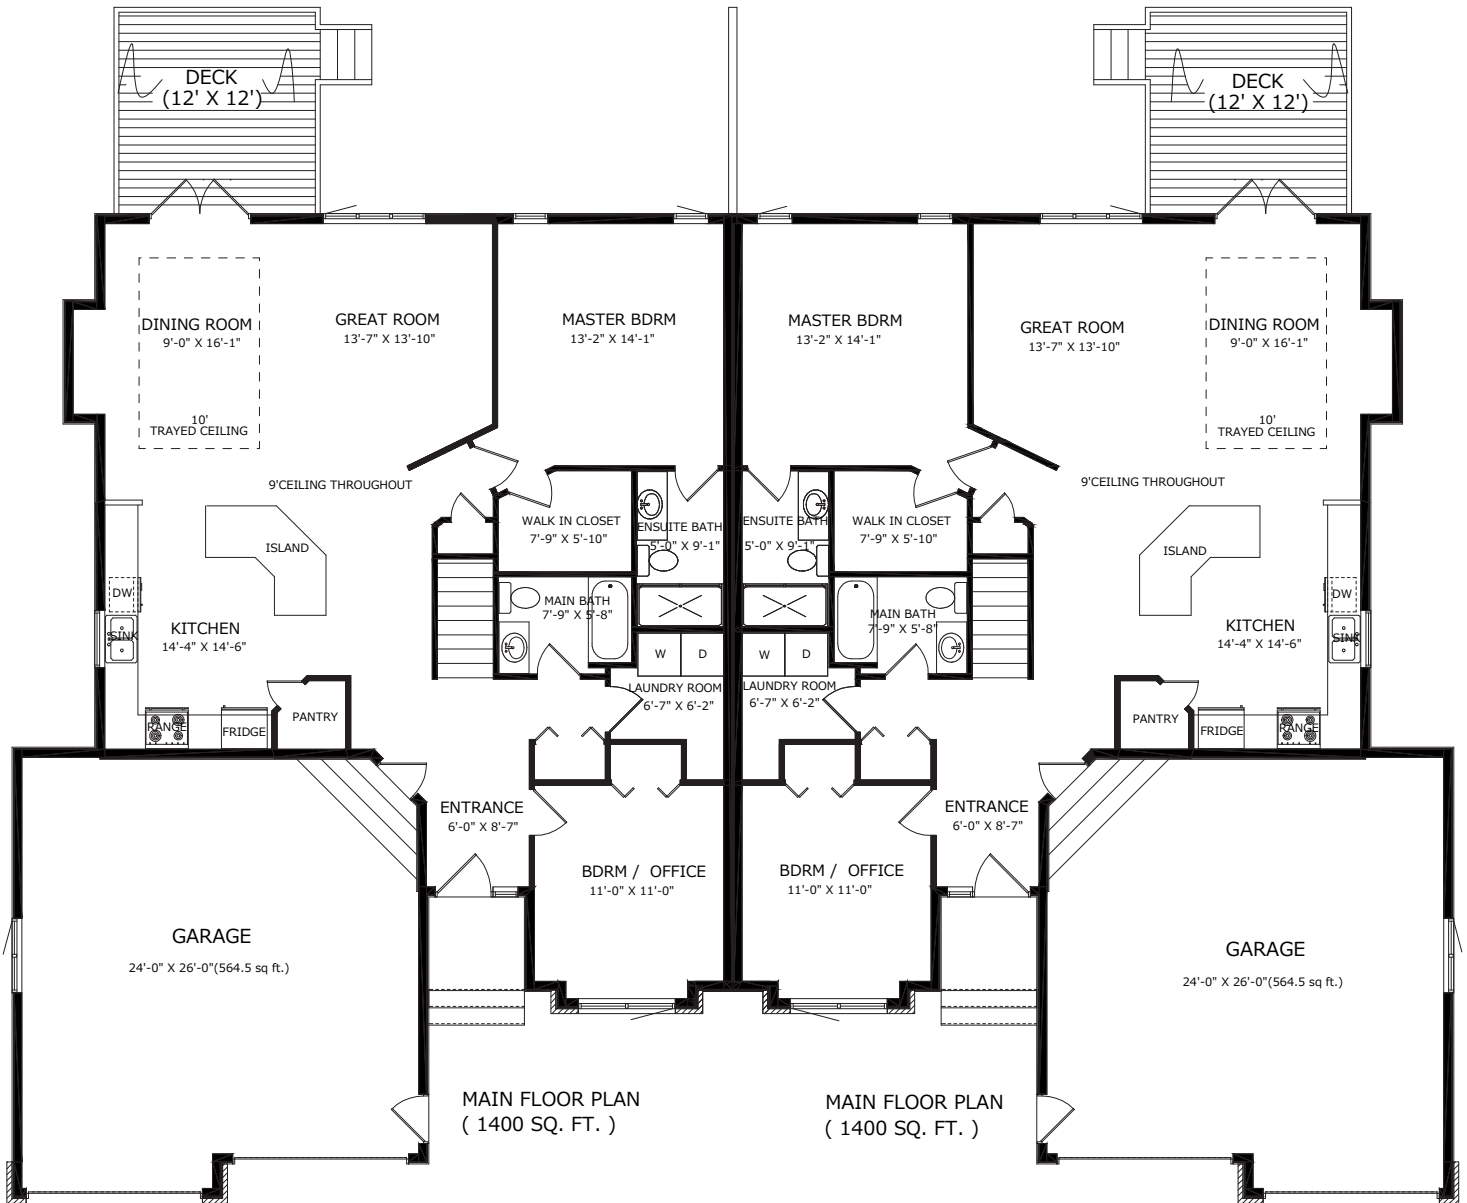 DECK
(12' X 12')
DECK
(12' X 12')
DINING ROOM
9'-0" X 16'-1"
10'
TRAYED CEILING
GREAT ROOM
13'-7" X 13'-10"
MASTER BDRM
13'-2" X 14'-1"
MASTER BDRM
13'-2" X 14'-1"
GREAT ROOM
13'-7" X 13'-10"
DINING ROOM
9'-0" X 16'-1"
10'
TRAYED CEILING
9'CEILING THROUGHOUT
9'CEILING THROUGHOUT
ISLAND
WALK IN CLOSET
7'-9" X 5'-10"
ENSUITE BATH
5'-0" X 9'-1"
ENSUITE BATH
5'-0" X 9'-1"
WALK IN CLOSET
7'-9" X 5'-10"
ISLAND
DW
SINK
KITCHEN
14'-4" X 14'-6"
MAIN BATH
7'-9" X 5'-8"
MAIN BATH
7'-9" X 5'-8"
DW
SINK
KITCHEN
14'-4" X 14'-6"
W
D
W
D
LAUNDRY ROOM
6'-7" X 6'-2"
LAUNDRY ROOM
6'-7" X 6'-2"
RANGE
FRIDGE
PANTRY
PANTRY
FRIDGE
RANGE
ENTRANCE
6'-0" X 8'-7"
ENTRANCE
6'-0" X 8'-7"
BDRM / OFFICE
11'-0" X 11'-0"
BDRM / OFFICE
11'-0" X 11'-0"
GARAGE
24'-0" X 26'-0"(564.5 sq ft.)
GARAGE
24'-0" X 26'-0"(564.5 sq ft.)
MAIN FLOOR PLAN
( 1400 SQ. FT. )
MAIN FLOOR PLAN
( 1400 SQ. FT. )